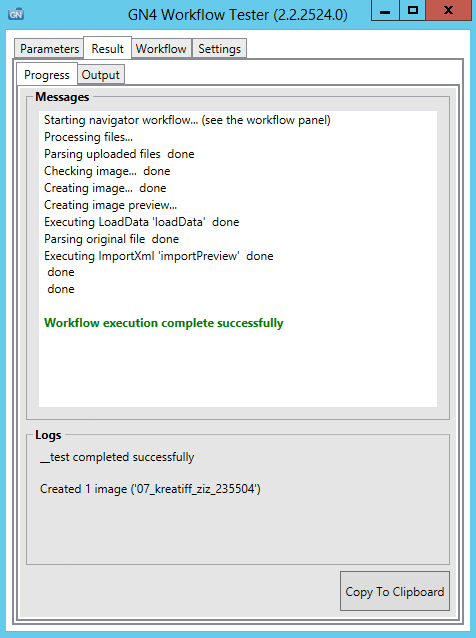 GN4 Workflow Tester (2.2.2524.0)
Parameters Result Workflow Settings
Progress Output
Messages
Starting navigator workflow... (see the workflow panel)
Processing files...
Parsing uploaded files done
Checking image... done
Creating image... done
Creating image preview...
Executing LoadData 'loadData' done
Parsing original file done
Executing ImportXml 'importPreview' done
done
done
Workflow execution complete successfully
Logs
__test completed successfully
Created 1 image ('07_kreatiff_ziz_235504')
Copy To Clipboard